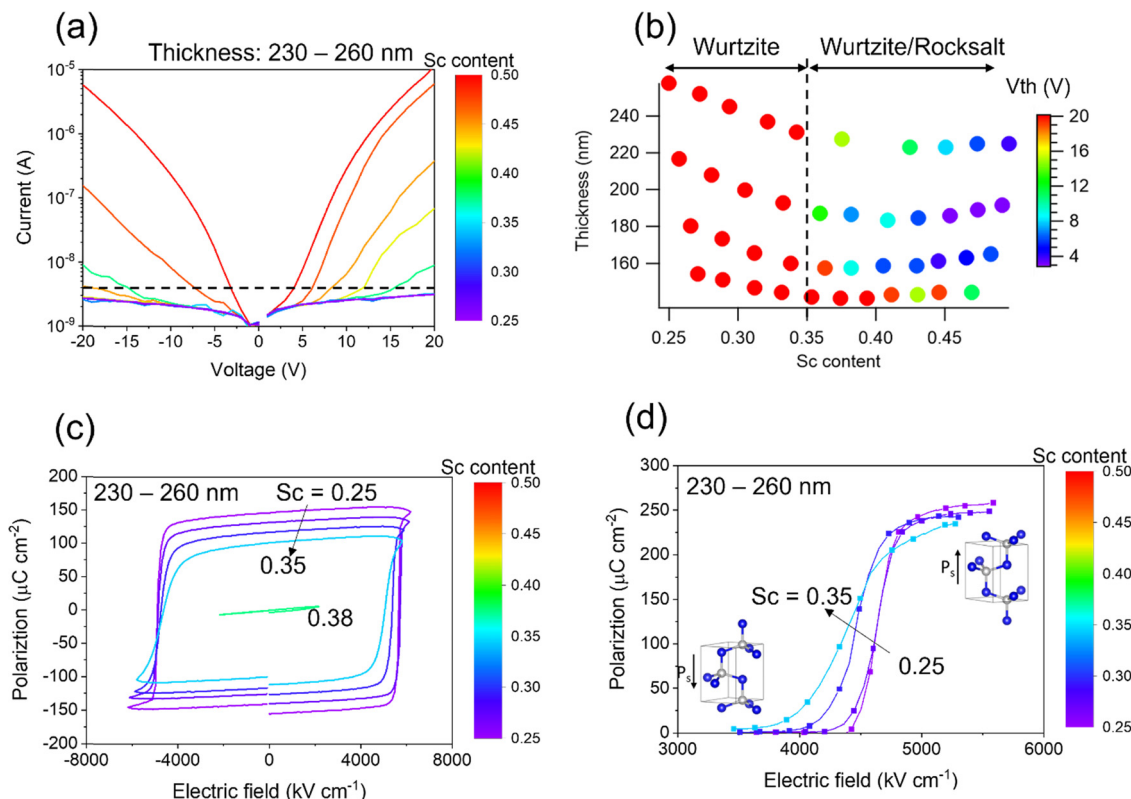 (a)
Thickness: 230 – 260 nm
Sc content
10⁻⁵
10⁻⁶
10⁻⁷
10⁻⁸
10⁻⁹
Current (A)
-20 -15 -10 -5 0 5 10 15 20
Voltage (V)
0.50
0.45
0.40
0.35
0.30
0.25
(b)
Wurtzite Wurtzite/Rocksalt
Vth (V)
240
220
200
180
160
Thickness (nm)
0.25 0.30 0.35 0.40 0.45
Sc content
20
16
12
8
4
(c)
230 – 260 nm
Sc = 0.25
0.35
0.38
Sc content
200
150
100
50
0
-50
-100
-150
-200
Polariztion (μC cm⁻²)
-8000 -4000 0 4000 8000
Electric field (kV cm⁻¹)
0.50
0.45
0.40
0.35
0.30
0.25
(d)
230 – 260 nm
Sc content
Sc = 0.35
0.25
Pₛ
Pₛ
300
250
200
150
100
50
0
Polariztion (μC cm⁻²)
3000 4000 5000 6000
Electric field (kV cm⁻¹)
0.50
0.45
0.40
0.35
0.30
0.25